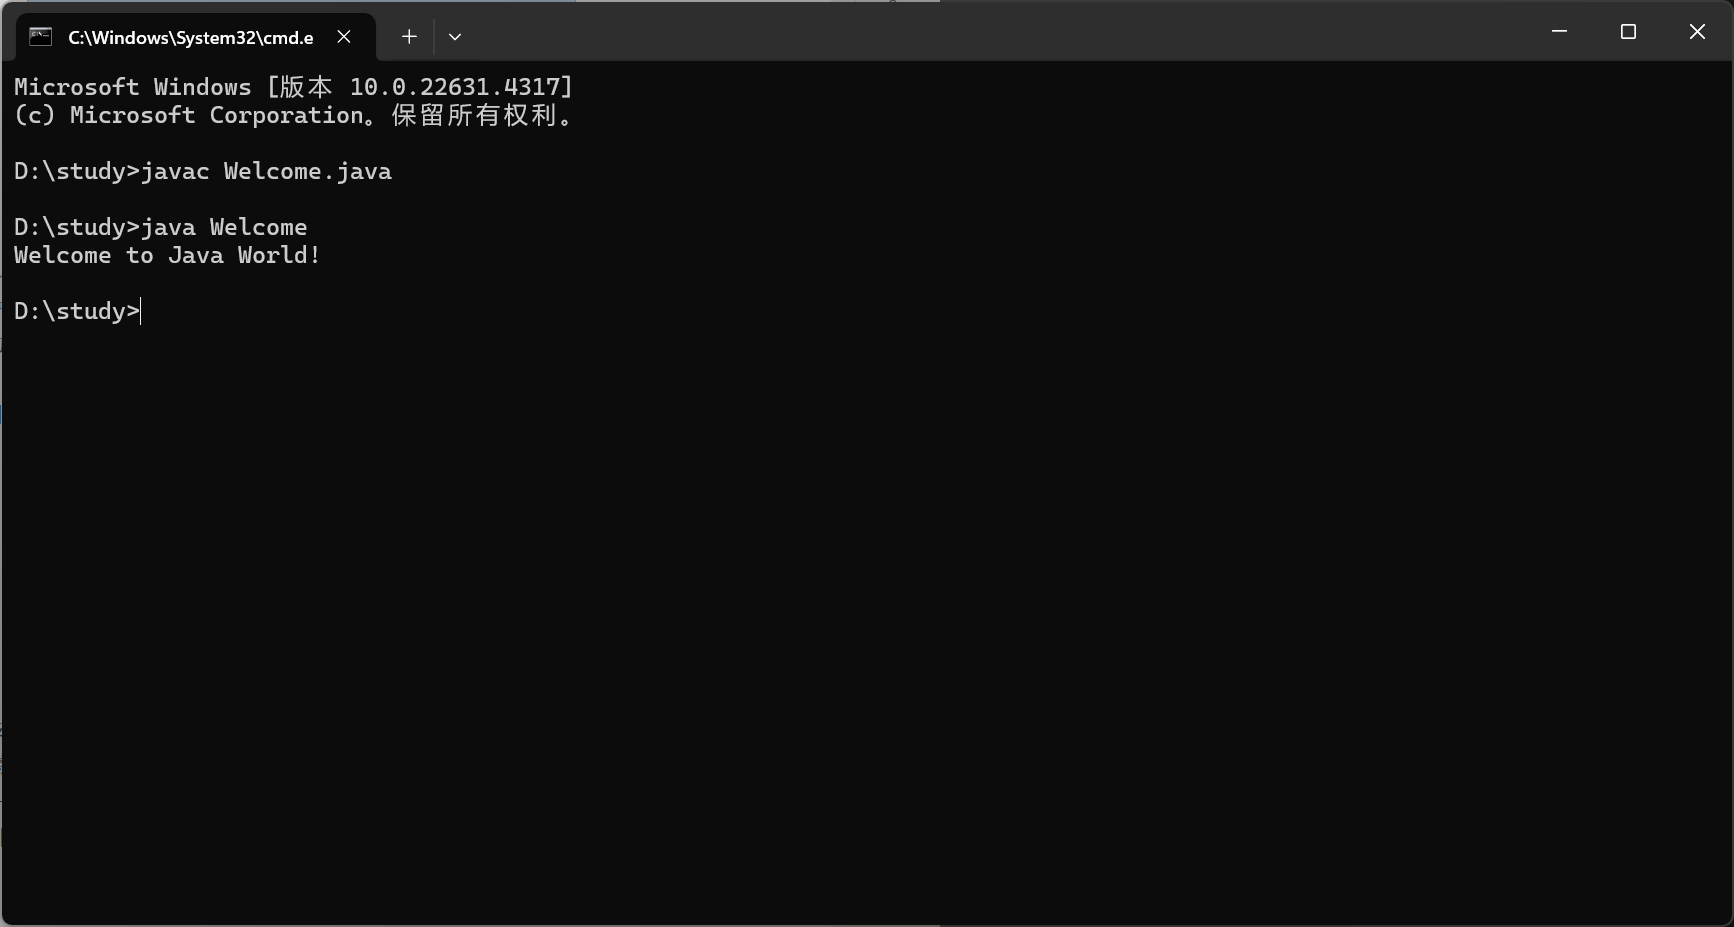 C:\Windows\System32\cmd.e
Microsoft Windows [版本 10.0.22631.4317]
(c) Microsoft Corporation。保留所有权利。
D:\study>javac Welcome.java
D:\study>java Welcome
Welcome to Java World!
D:\study>